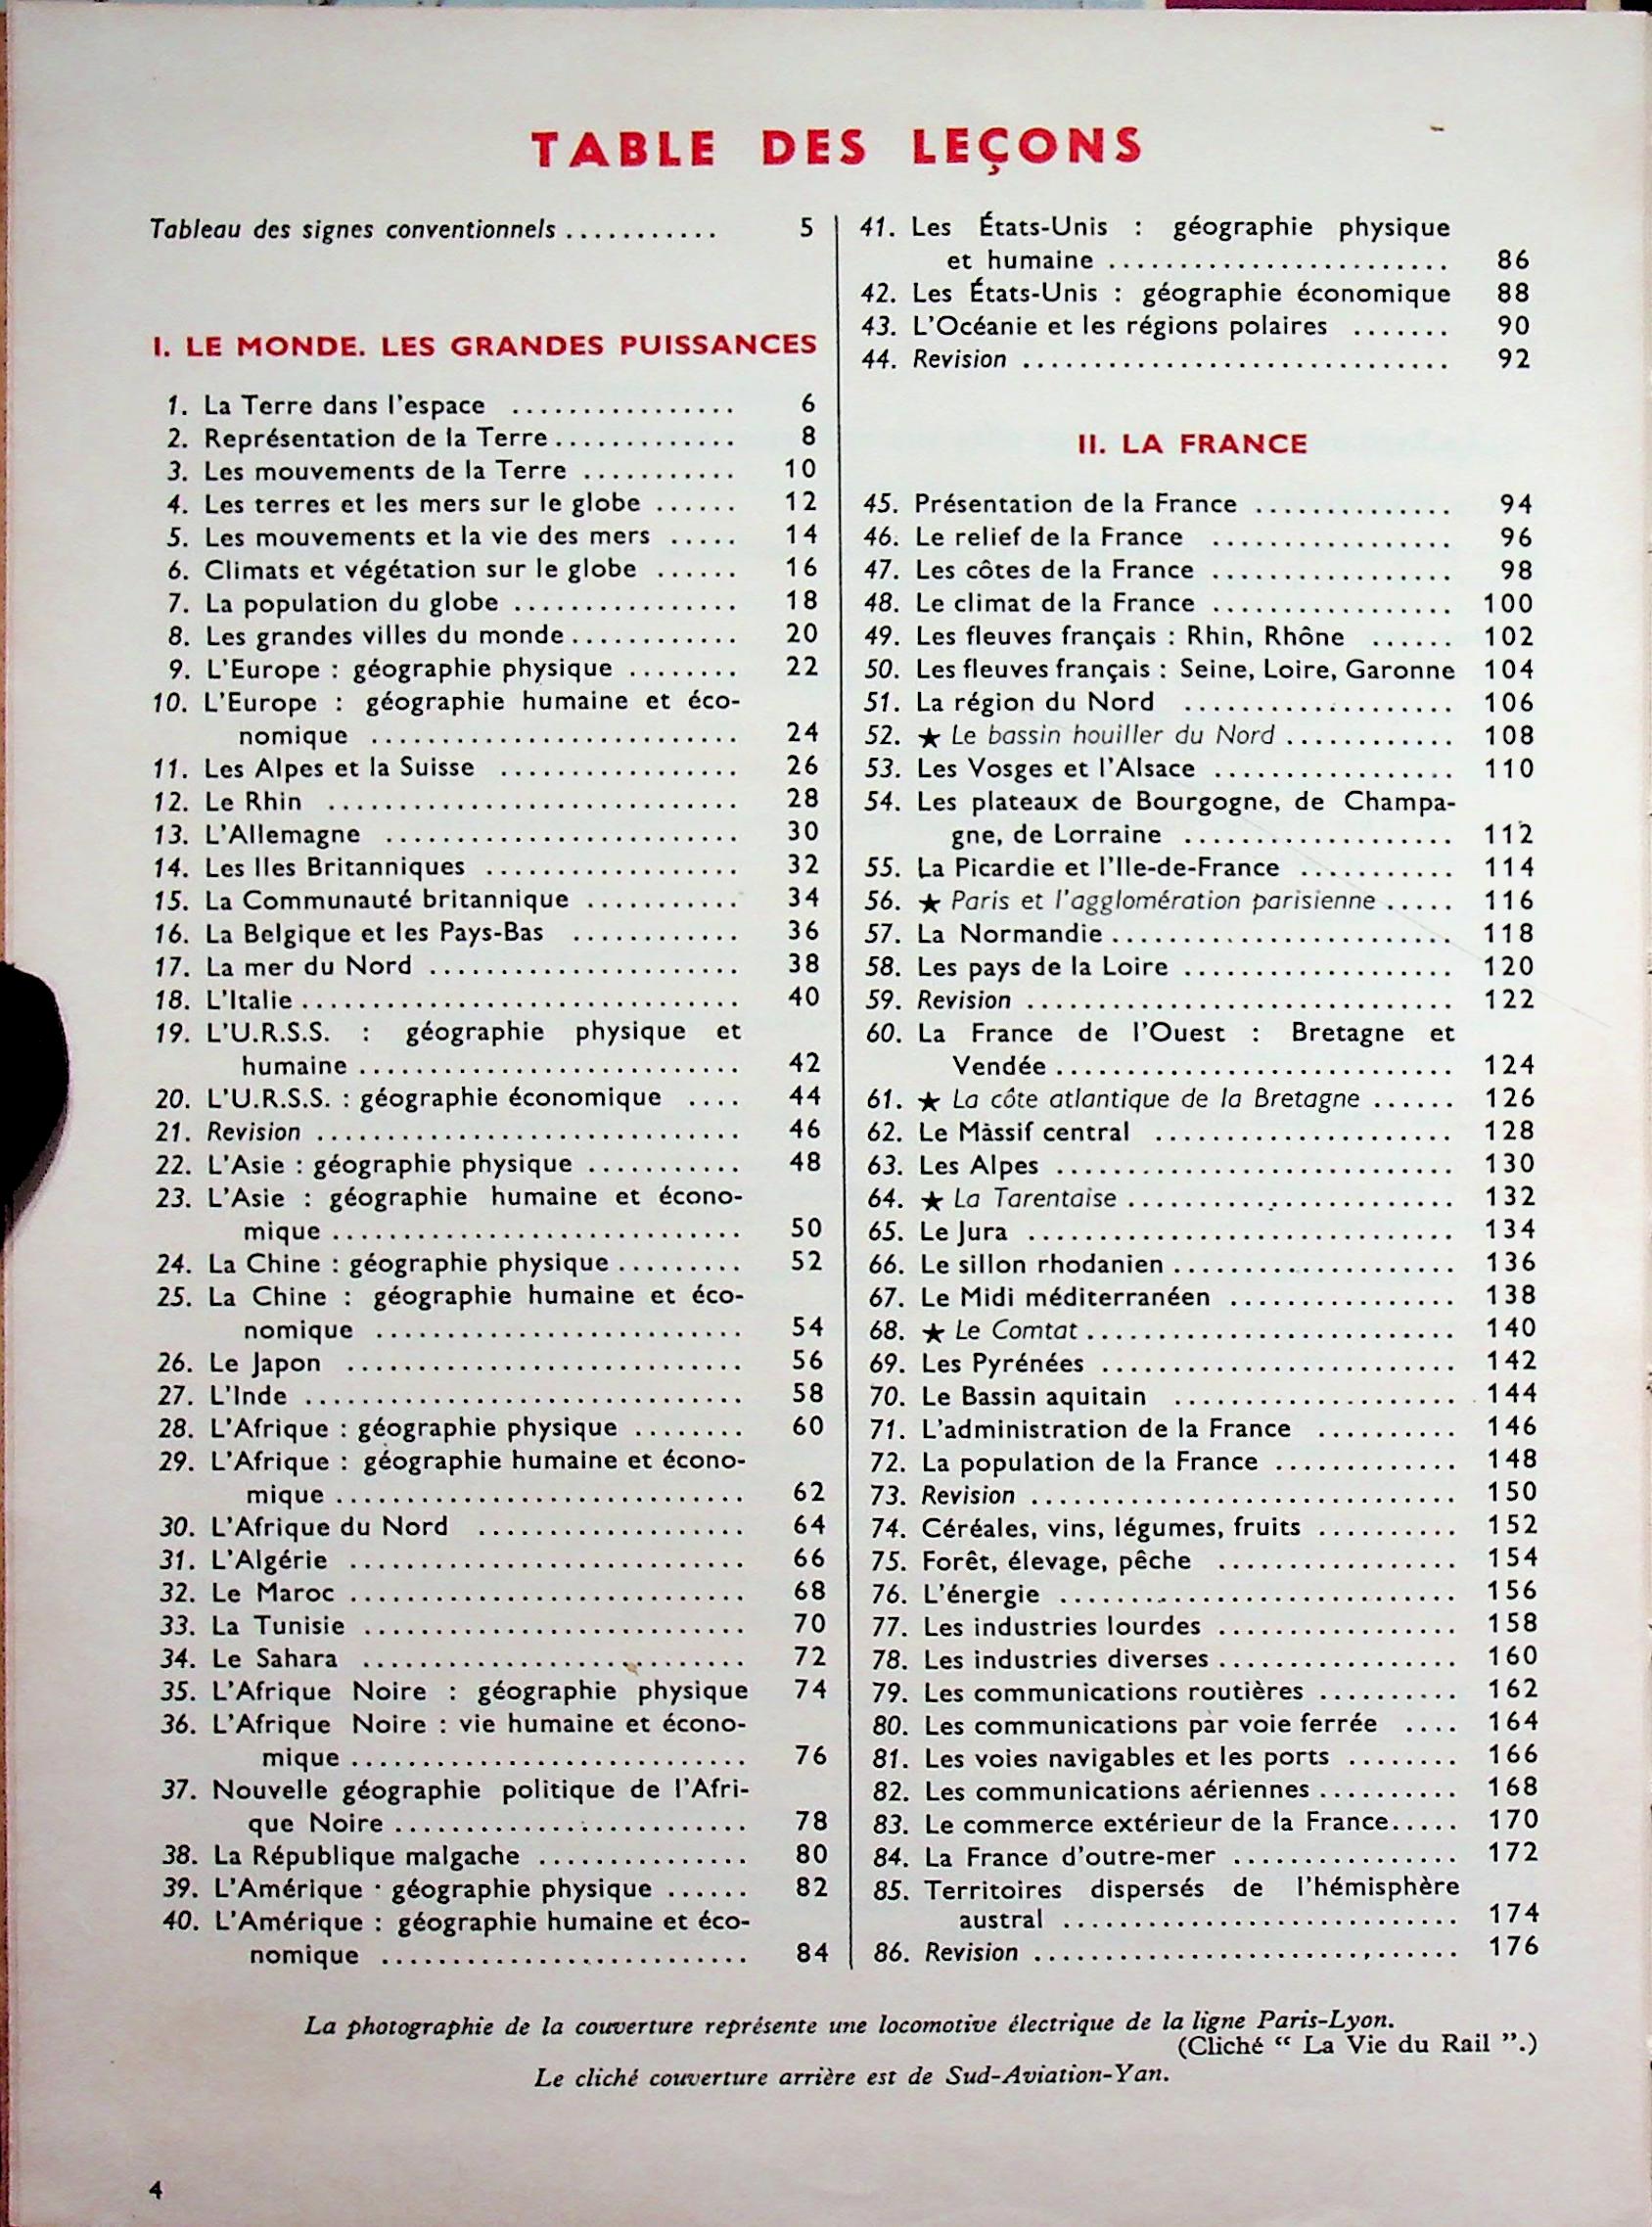 TABLE DES LEÇONS
Tableau des signes conventionnels ........... 5
I. LE MONDE. LES GRANDES PUISSANCES
1. La Terre dans l'espace ................ 6
2. Représentation de la Terre............. 8
3. Les mouvements de la Terre ........... 10
4. Les terres et les mers sur le globe ...... 12
5. Les mouvements et la vie des mers ..... 14
6. Climats et végétation sur le globe ...... 16
7. La population du globe ................ 18
8. Les grandes villes du monde............ 20
9. L'Europe : géographie physique ........ 22
10. L'Europe : géographie humaine et éco-
nomique .......................... 24
11. Les Alpes et la Suisse ................. 26
12. Le Rhin ............................. 28
13. L'Allemagne ......................... 30
14. Les Iles Britanniques .................. 32
15. La Communauté britannique ........... 34
16. La Belgique et les Pays-Bas ............ 36
17. La mer du Nord ...................... 38
18. L'Italie............................... 40
19. L'U.R.S.S. : géographie physique et
humaine ........................... 42
20. L'U.R.S.S. : géographie économique .... 44
21. Revision .............................. 46
22. L'Asie : géographie physique ........... 48
23. L'Asie : géographie humaine et écono-
mique ............................. 50
24. La Chine : géographie physique......... 52
25. La Chine : géographie humaine et éco-
nomique .......................... 54
26. Le Japon ............................ 56
27. L'Inde ............................... 58
28. L'Afrique : géographie physique ........ 60
29. L'Afrique : géographie humaine et écono-
mique ............................. 62
30. L'Afrique du Nord ................... 64
31. L'Algérie ............................ 66
32. Le Maroc ............................ 68
33. La Tunisie ........................... 70
34. Le Sahara ........................... 72
35. L'Afrique Noire : géographie physique 74
36. L'Afrique Noire : vie humaine et écono-
mique ............................ 76
37. Nouvelle géographie politique de l'Afri-
que Noire ......................... 78
38. La République malgache ............... 80
39. L'Amérique · géographie physique ...... 82
40. L'Amérique : géographie humaine et éco-
nomique .......................... 84
41. Les États-Unis : géographie physique
et humaine ........................ 86
42. Les États-Unis : géographie économique 88
43. L'Océanie et les régions polaires ....... 90
44. Revision .............................. 92
II. LA FRANCE
45. Présentation de la France .............. 94
46. Le relief de la France ................. 96
47. Les côtes de la France ................. 98
48. Le climat de la France ................. 100
49. Les fleuves français : Rhin, Rhône ...... 102
50. Les fleuves français : Seine, Loire, Garonne 104
51. La région du Nord ................... 106
52. ★ Le bassin houiller du Nord ............ 108
53. Les Vosges et l'Alsace ................. 110
54. Les plateaux de Bourgogne, de Champa-
gne, de Lorraine ................... 112
55. La Picardie et l'Ile-de-France ........... 114
56. ★ Paris et l'agglomération parisienne ..... 116
57. La Normandie........................ 118
58. Les pays de la Loire ................... 120
59. Revision .............................. 122
60. La France de l'Ouest : Bretagne et
Vendée ............................ 124
61. ★ La côte atlantique de la Bretagne ...... 126
62. Le Massif central ..................... 128
63. Les Alpes ............................ 130
64. ★ La Tarentaise ....................... 132
65. Le Jura .............................. 134
66. Le sillon rhodanien .................... 136
67. Le Midi méditerranéen ................ 138
68. ★ Le Comtat .......................... 140
69. Les Pyrénées ......................... 142
70. Le Bassin aquitain .................... 144
71. L'administration de la France .......... 146
72. La population de la France ............. 148
73. Revision .............................. 150
74. Céréales, vins, légumes, fruits .......... 152
75. Forêt, élevage, pêche ................. 154
76. L'énergie ............................ 156
77. Les industries lourdes ................. 158
78. Les industries diverses................. 160
79. Les communications routières .......... 162
80. Les communications par voie ferrée .... 164
81. Les voies navigables et les ports ........ 166
82. Les communications aériennes .......... 168
83. Le commerce extérieur de la France..... 170
84. La France d'outre-mer ................ 172
85. Territoires dispersés de l'hémisphère
austral ............................ 174
86. Revision .............................. 176
La photographie de la couverture représente une locomotive électrique de la ligne Paris-Lyon.
(Cliché “ La Vie du Rail ”.)
Le cliché couverture arrière est de Sud-Aviation-Yan.
4